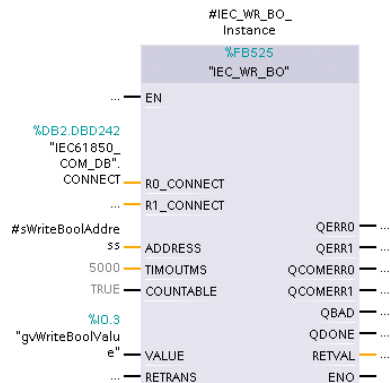 #IEC_WR_BO_
Instance
%FB525
"IEC_WR_BO"
... EN
%DB2.DBD242
"IEC61850_
COM_DB".
CONNECT R0_CONNECT
... R1_CONNECT
QERR0 ...
#sWriteBoolAddre
ss ADDRESS QERR1 ...
5000 TIMOUTMS QCOMERR0 ...
TRUE COUNTABLE QCOMERR1 ...
QBAD ...
%I0.3 QDONE ...
"gvWriteBoolValu
e" VALUE RETVAL ...
... RETRANS ENO